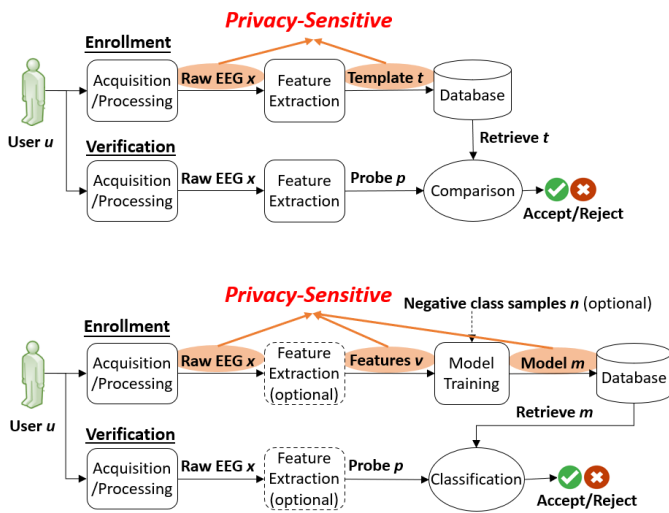 Privacy-Sensitive
Enrollment
Acquisition
/Processing
Raw EEG x
Feature
Extraction
Template t
Database
User u
Retrieve t
Verification
Acquisition
/Processing
Raw EEG x
Feature
Extraction
Probe p
Comparison
Accept/Reject
Privacy-Sensitive
Negative class samples n (optional)
Enrollment
Acquisition
/Processing
Raw EEG x
Feature
Extraction
(optional)
Features v
Model
Training
Model m
Database
User u
Retrieve m
Verification
Acquisition
/Processing
Raw EEG x
Feature
Extraction
(optional)
Probe p
Classification
Accept/Reject